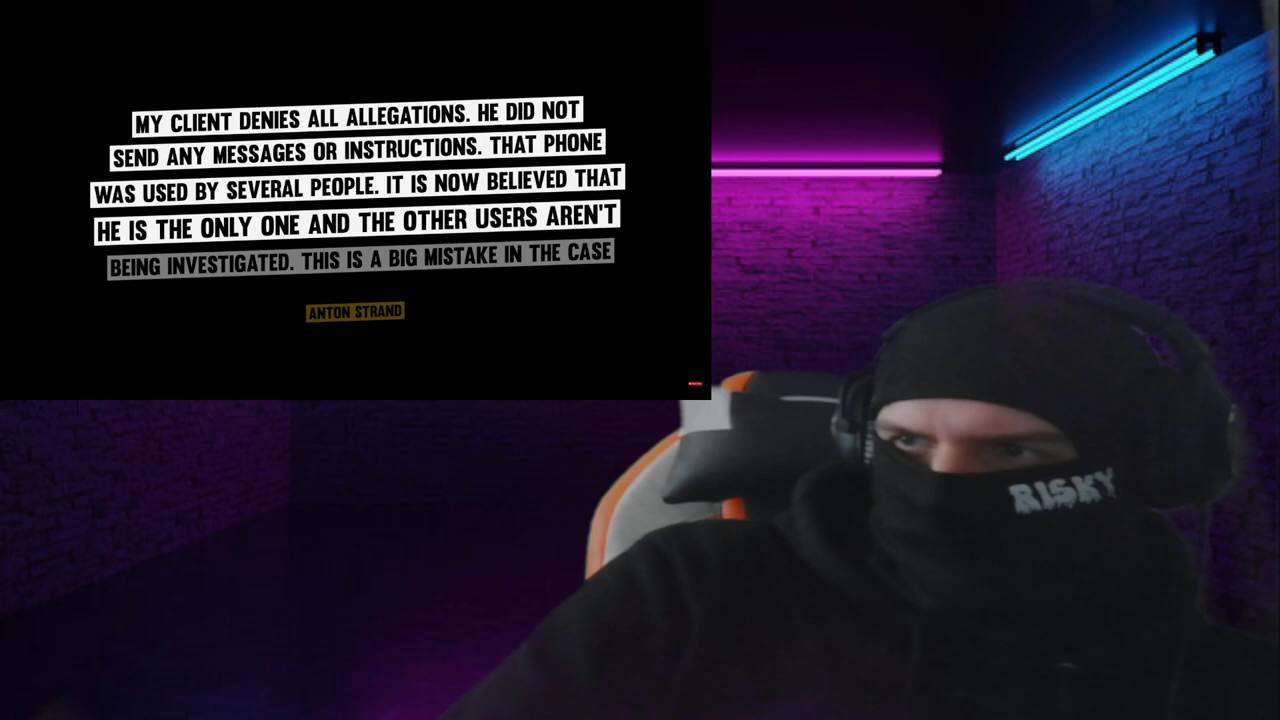 MY CLIENT DENIES ALL ALLEGATIONS. HE DID NOT
SEND ANY MESSAGES OR INSTRUCTIONS. THAT PHONE
WAS USED BY SEVERAL PEOPLE. IT IS NOW BELIEVED THAT
HE IS THE ONLY ONE AND THE OTHER USERS AREN'T
BEING INVESTIGATED. THIS IS A BIG MISTAKE IN THE CASE
ANTON STRAND
RISKY